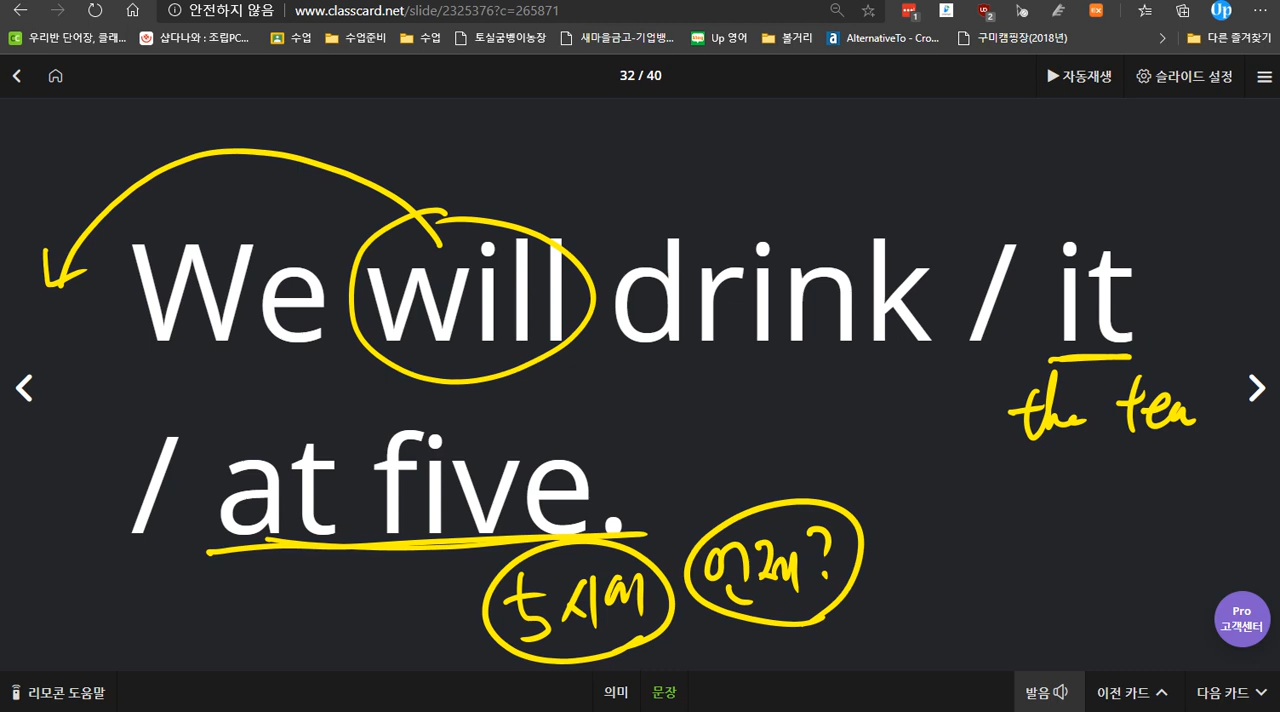 안전하지 않음 www.classcard.net/slide/2325376?c=265871
우리반 단어장, 클래... 샵다나와 : 조립PC... 수업 수업준비 수업 토실굼벵이농장 새마을금고-기업뱅... Up 영어 볼거리 AlternativeTo - Cro... 구미캠핑장(2018년) 다른 즐겨찾기
32 / 40
자동재생 슬라이드 설정
We will drink / it
the tea
/ at five.
5시에 언제?
Pro
고객센터
리모콘 도움말 의미 문장 발음 이전 카드 다음 카드